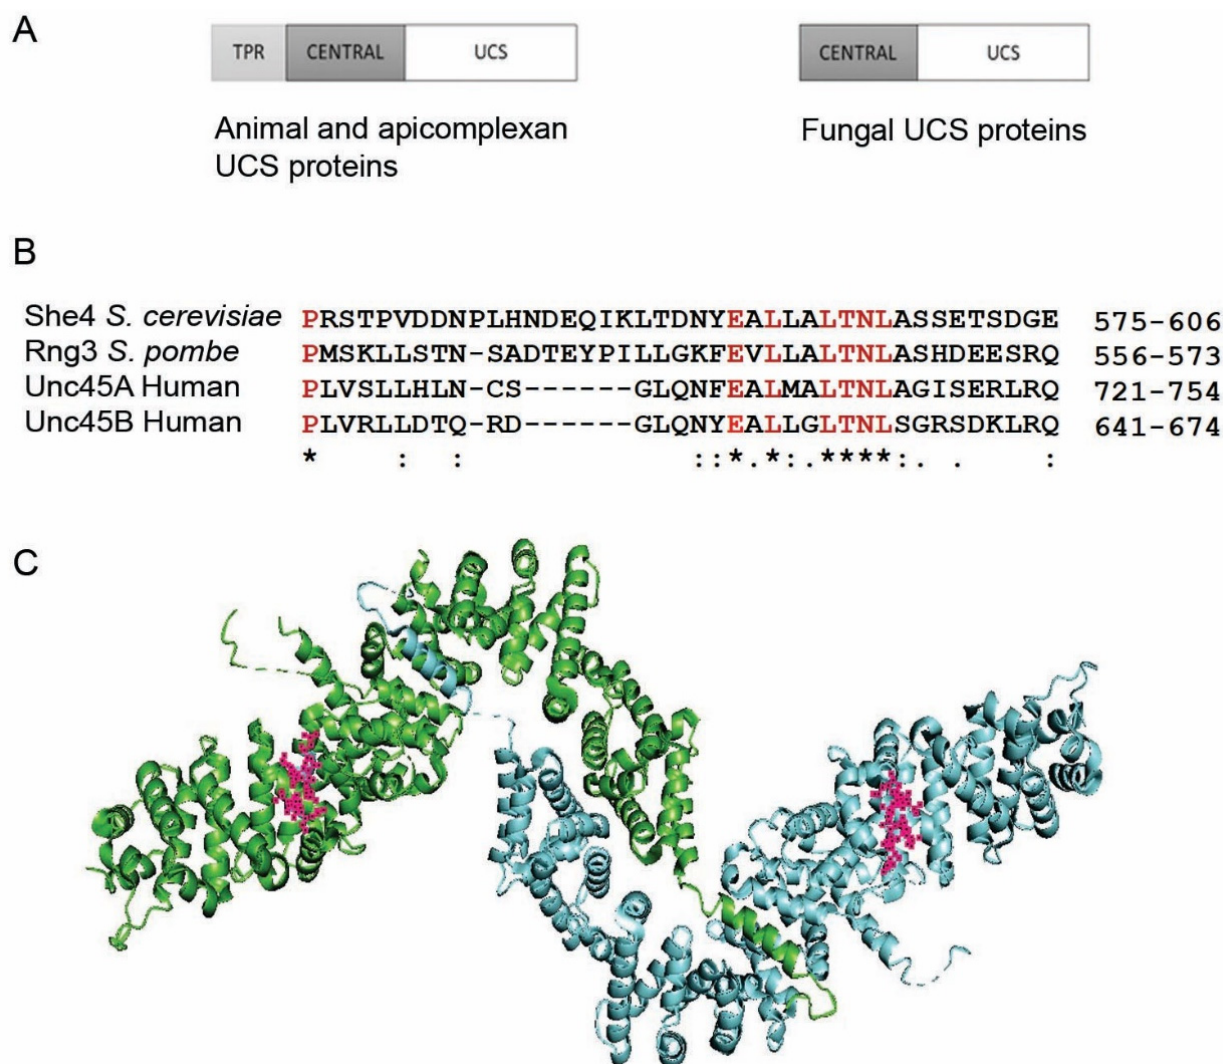 A
TPR CENTRAL UCS
CENTRAL UCS
Animal and apicomplexan
UCS proteins
Fungal UCS proteins
B
She4 S. cerevisiae PRSTPVDDNPLHNDEQIKLTDNYEALLALTNLASSETSDGE 575-606
Rng3 S. pombe PMSKLLSTN-SADTEYPILLGKFEVLLALTNLASHDEESRQ 556-573
Unc45A Human PLVSLLHLN-CS------GLQNFEALMALTNLAGISERLRQ 721-754
Unc45B Human PLVRLLDTQ-RD------GLQNYEALLGLTNLSGRSDKLRQ 641-674
* : : ::*.*:.****:. . :
C